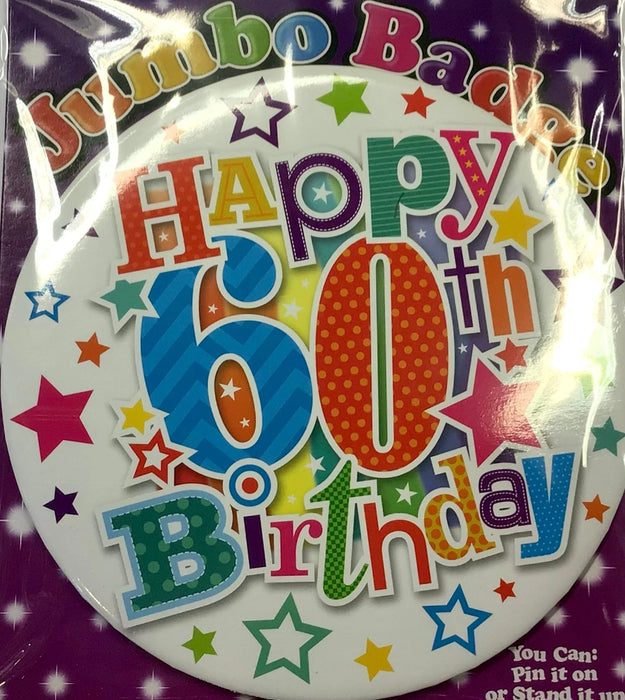 Jumbo Badge
Happy
60th
Birthday
You Can:
Pin it on
or Stand it up